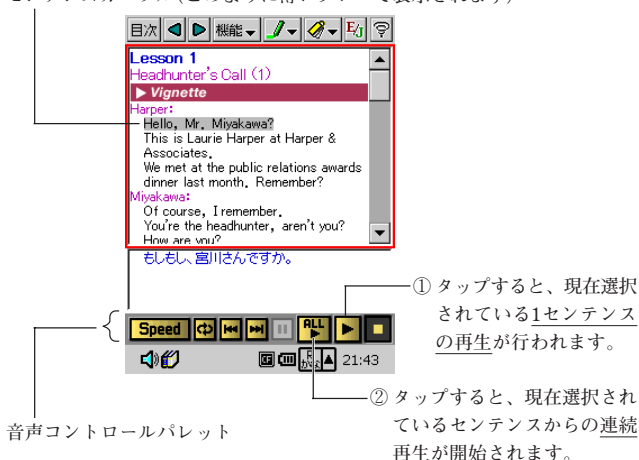 目次 機能 E/J
Lesson 1
Headhunter's Call (1)
▶ Vignette
Harper:
Hello, Mr. Miyakawa?
This is Laurie Harper at Harper &
Associates.
We met at the public relations awards
dinner last month. Remember?
Miyakawa:
Of course, I remember.
You're the headhunter, aren't you?
How are you?
もしもし、宮川さんですか。
① タップすると、現在選択
されている1センテンス
の再生が行われます。
Speed ALL
21:43
② タップすると、現在選択され
ているセンテンスからの連続
再生が開始されます。
音声コントロールパレット